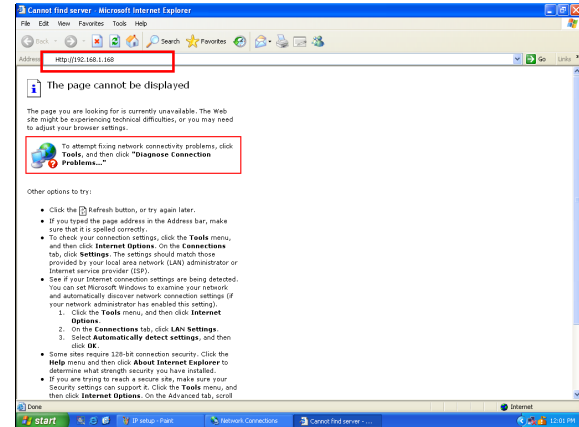 Cannot find server - Microsoft Internet Explorer
File Edit View Favorites Tools Help
Back Search Favorites
Address Http://192.168.1.168 Go Links
The page cannot be displayed
The page you are looking for is currently unavailable. The Web
site might be experiencing technical difficulties, or you may need
to adjust your browser settings.
To attempt fixing network connectivity problems, click
Tools, and then click "Diagnose Connection
Problems..."
Other options to try:
Click the Refresh button, or try again later.
If you typed the page address in the Address bar, make
sure that it is spelled correctly.
To check your connection settings, click the Tools menu,
and then click Internet Options. On the Connections
tab, click Settings. The settings should match those
provided by your local area network (LAN) administrator or
Internet service provider (ISP).
See if your Internet connection settings are being detected.
You can set Microsoft Windows to examine your network
and automatically discover network connection settings (if
your network administrator has enabled this setting).
1. Click the Tools menu, and then click Internet
Options.
2. On the Connections tab, click LAN Settings.
3. Select Automatically detect settings, and then
click OK.
Some sites require 128-bit connection security. Click the
Help menu and then click About Internet Explorer to
determine what strength security you have installed.
If you are trying to reach a secure site, make sure your
Security settings can support it. Click the Tools menu, and
then click Internet Options. On the Advanced tab, scroll
Done Internet
start IP setup - Paint Network Connections Cannot find server - ... 12:01 PM